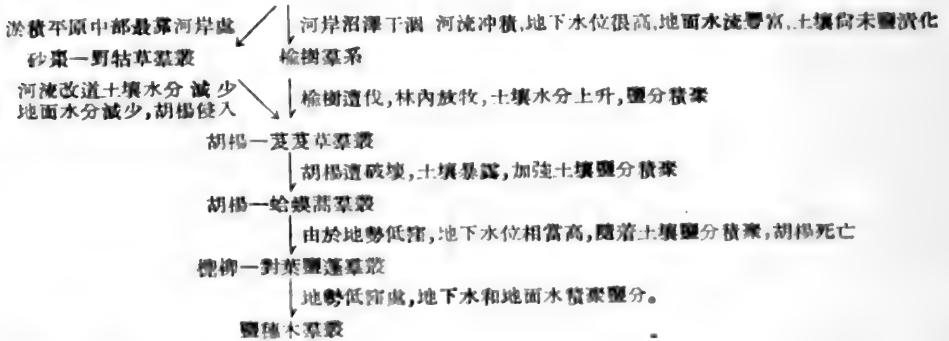 淤積平原中部最靠河岸處
河岸沼澤干涸 河流冲積,地下水位很高,地面水流豐富,土壤尚未鹽漬化
砂棗—野牯草羣叢
榆樹羣系
河流改道土壤水分減少
地面水分減少,胡楊侵入
榆樹遭伐,林內放牧,土壤水分上升,鹽分積聚
胡楊—芨芨草羣叢
胡楊遭破壞,土壤暴露,加強土壤鹽分積聚
胡楊—蛤蟆蒿羣叢
由於地勢低窪,地下水位相當高,隨着土壤鹽分積聚,胡楊死亡
檉柳—對葉鹽蓬羣叢
地勢低窪處,地下水和地面水積聚鹽分。
鹽穗木羣叢